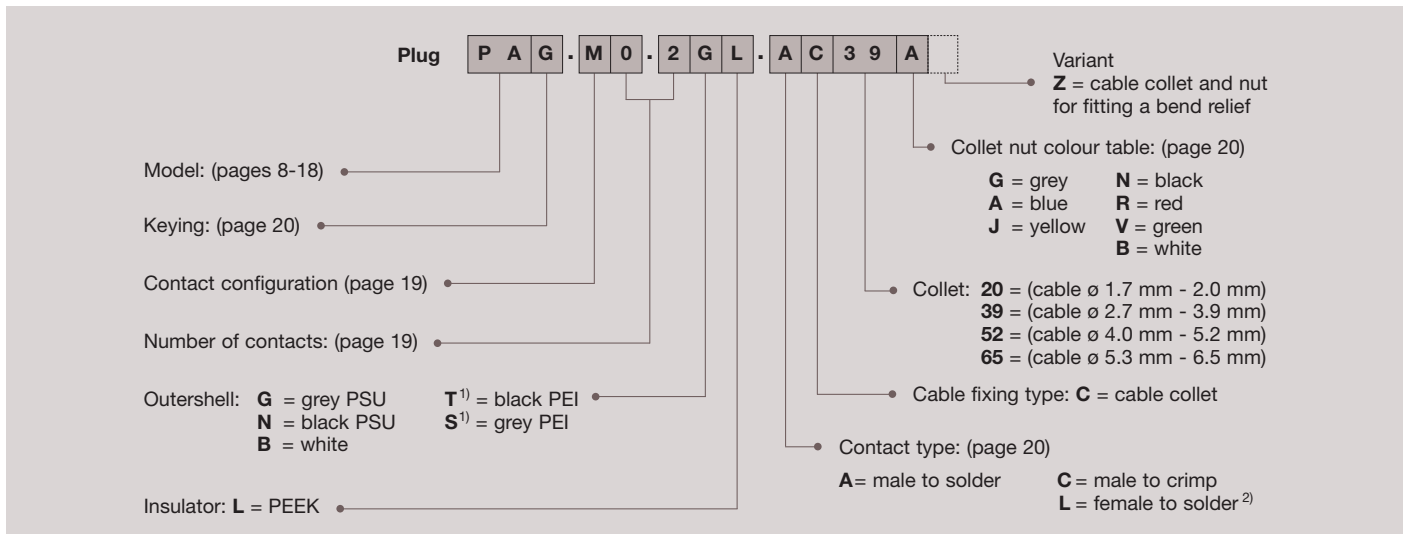 Plug PAG.M0.2GL.AC39A
Variant
Z = cable collet and nut
for fitting a bend relief
Collet nut colour table: (page 20)
G = grey N = black
A = blue R = red
J = yellow V = green
B = white
Model: (pages 8-18)
Keying: (page 20)
Contact configuration (page 19)
Number of contacts: (page 19)
Collet: 20 = (cable ø 1.7 mm - 2.0 mm)
39 = (cable ø 2.7 mm - 3.9 mm)
52 = (cable ø 4.0 mm - 5.2 mm)
65 = (cable ø 5.3 mm - 6.5 mm)
Outershell: G = grey PSU T1) = black PEI
N = black PSU S1) = grey PEI
B = white
Cable fixing type: C = cable collet
Contact type: (page 20)
A= male to solder C = male to crimp
L = female to solder 2)
Insulator: L = PEEK